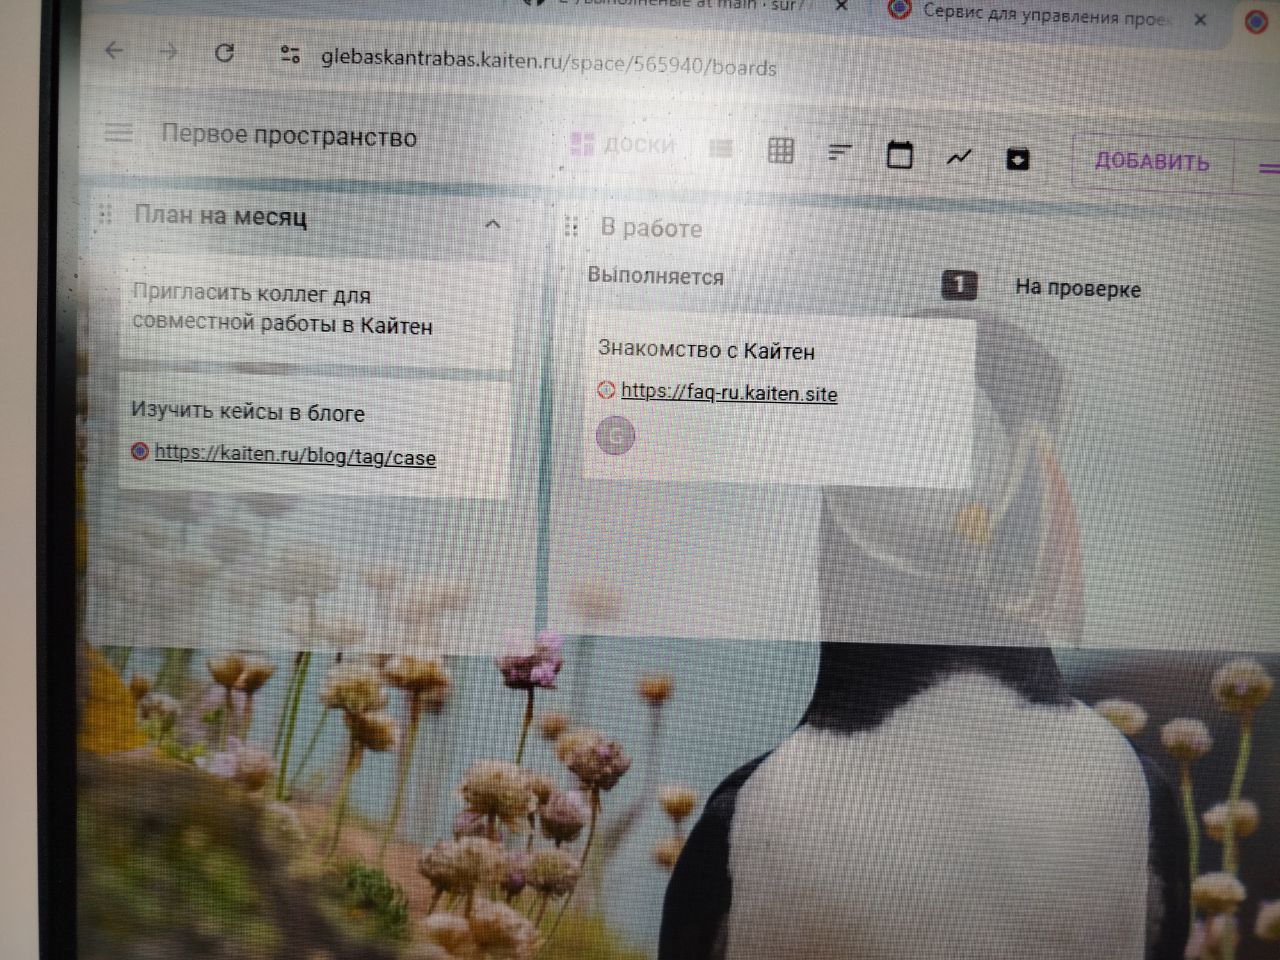 выполненые at main · sur7
Сервис для управления прое
glebaskantrabas.kaiten.ru/space/565940/boards
Первое пространство
ДОСКИ
ДОБАВИТЬ
План на месяц
Пригласить коллег для
совместной работы в Кайтен
Изучить кейсы в блоге
https://kaiten.ru/blog/tag/case
В работе
Выполняется
1
На проверке
Знакомство с Кайтен
https://faq-ru.kaiten.site
G